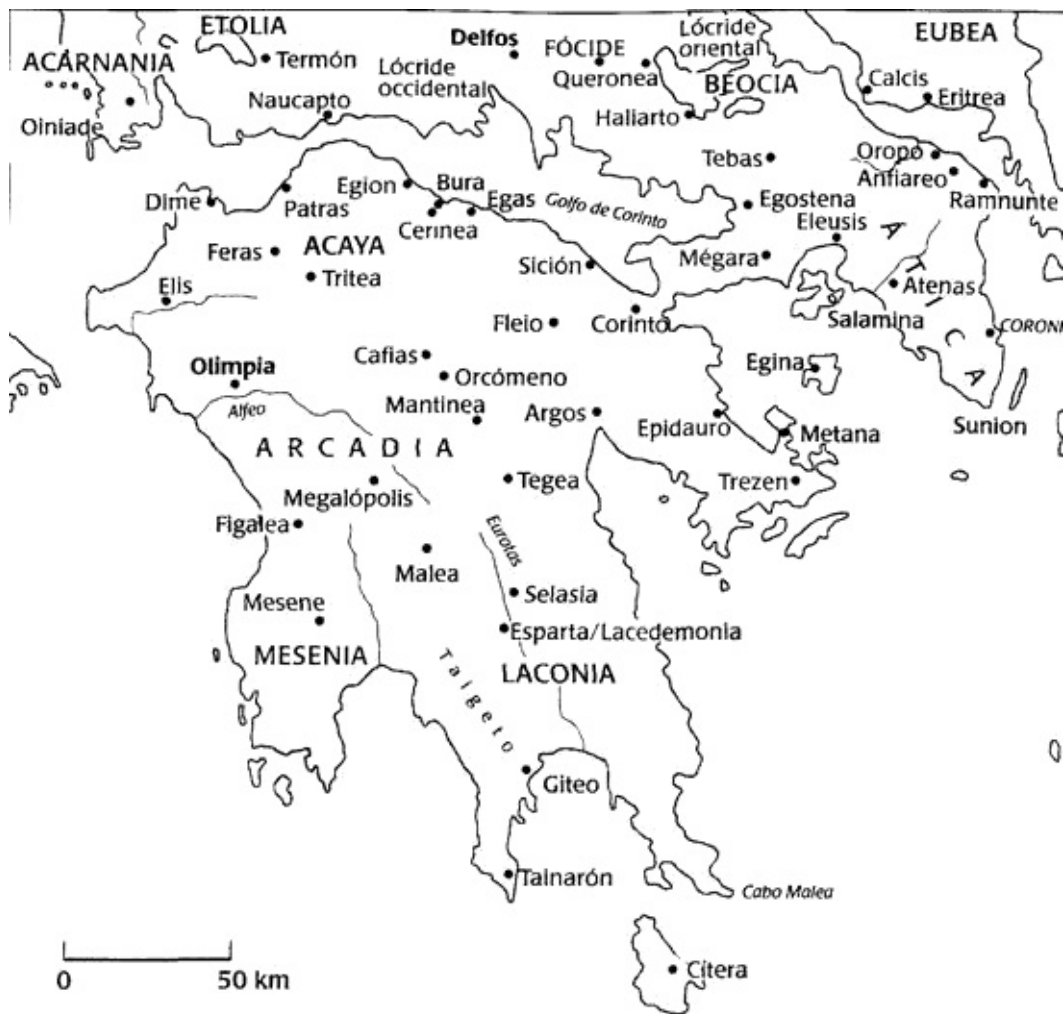 ETOLIA
ACARNANIA
Termón
Oiniade
Naucapto
Lócride
occidental
Delfos
FÓCIDE
Queronea
Lócride
oriental
BEOCIA
EUBEA
Calcis
Eritrea
Haliarto
Tebas
Oropo
Anfiareo
Ramnunte
Dime
Patras
Egion
Bura
Cerinea
Egas
Golfo de Corinto
Egostena
Eleusis
Feras
ACAYA
Tritea
Sición
Mégara
ATICA
Atenas
Elis
Fleio
Corinto
Salamina
CORONE
Cafias
Olimpia
Orcómeno
Egina
Alfeo
Mantinea
Argos
Epidauro
Metana
Sunion
ARCADIA
Megalópolis
Tegea
Trezen
Figalea
Eurotas
Malea
Selasia
Mesene
Esparta/Lacedemonia
MESENIA
Taigeto
LACONIA
Giteo
Tainarón
Cabo Malea
Citera
0 50 km